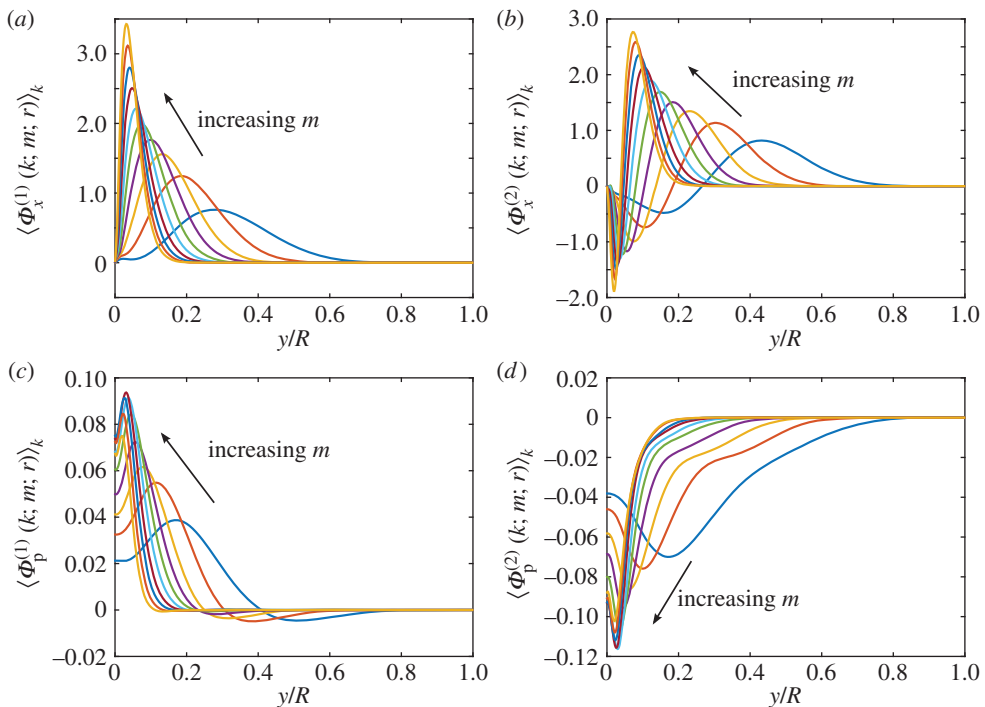 (a)
3.0
2.0
1.0
0
⟨Φ_x^(1) (k; m; r)⟩_k
increasing m
0 0.2 0.4 0.6 0.8 1.0
y/R
(b)
3.0
2.0
1.0
0
−1.0
−2.0
⟨Φ_x^(2) (k; m; r)⟩_k
increasing m
0 0.2 0.4 0.6 0.8 1.0
y/R
(c)
0.10
0.08
0.06
0.04
0.02
0
−0.02
⟨Φ_p^(1) (k; m; r)⟩_k
increasing m
0 0.2 0.4 0.6 0.8 1.0
y/R
(d)
0.02
0
−0.02
−0.04
−0.06
−0.08
−0.10
−0.12
⟨Φ_p^(2) (k; m; r)⟩_k
increasing m
0 0.2 0.4 0.6 0.8 1.0
y/R